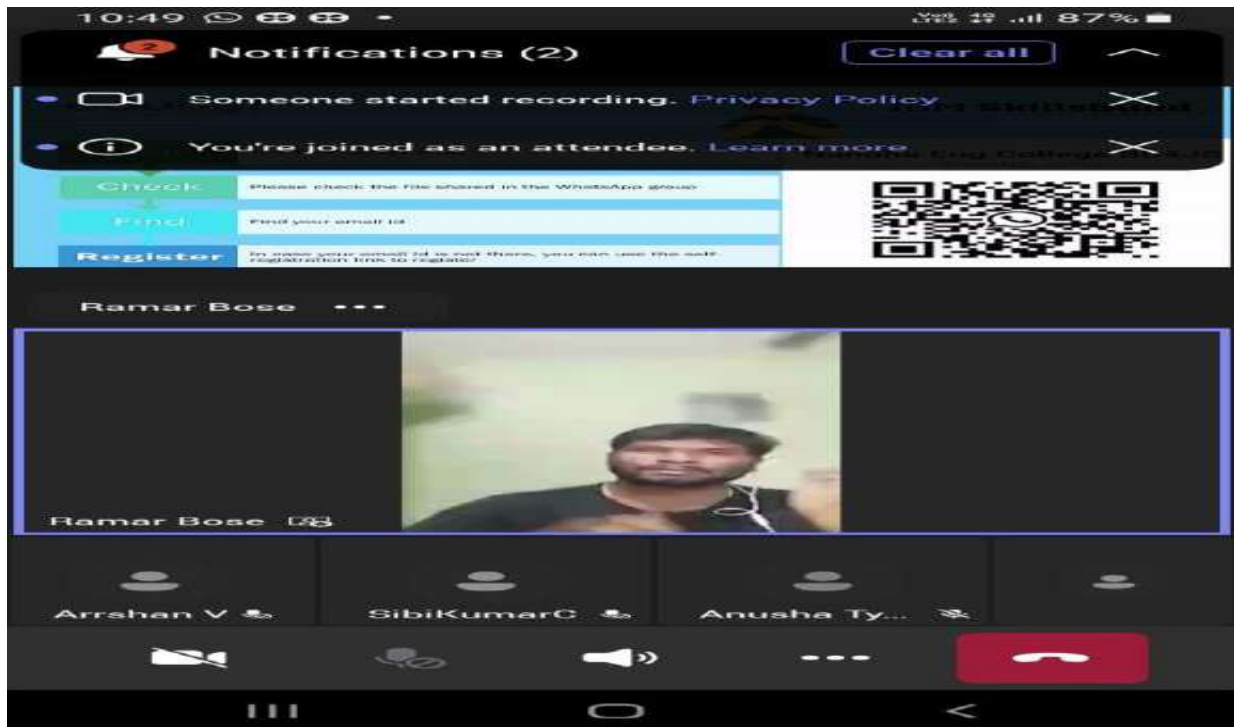 10:49 87%
2
Notifications (2) Clear all
Someone started recording. Privacy Policy
You're joined as an attendee. Learn more
Check Please check the file shared in the WhatsApp group
Find Find your email id
Register In case your email id is not there, you can use the self-
registration link to register
Ramar Bose
Ramar Bose
Arrshan V SibiKumarC Anusha Ty...